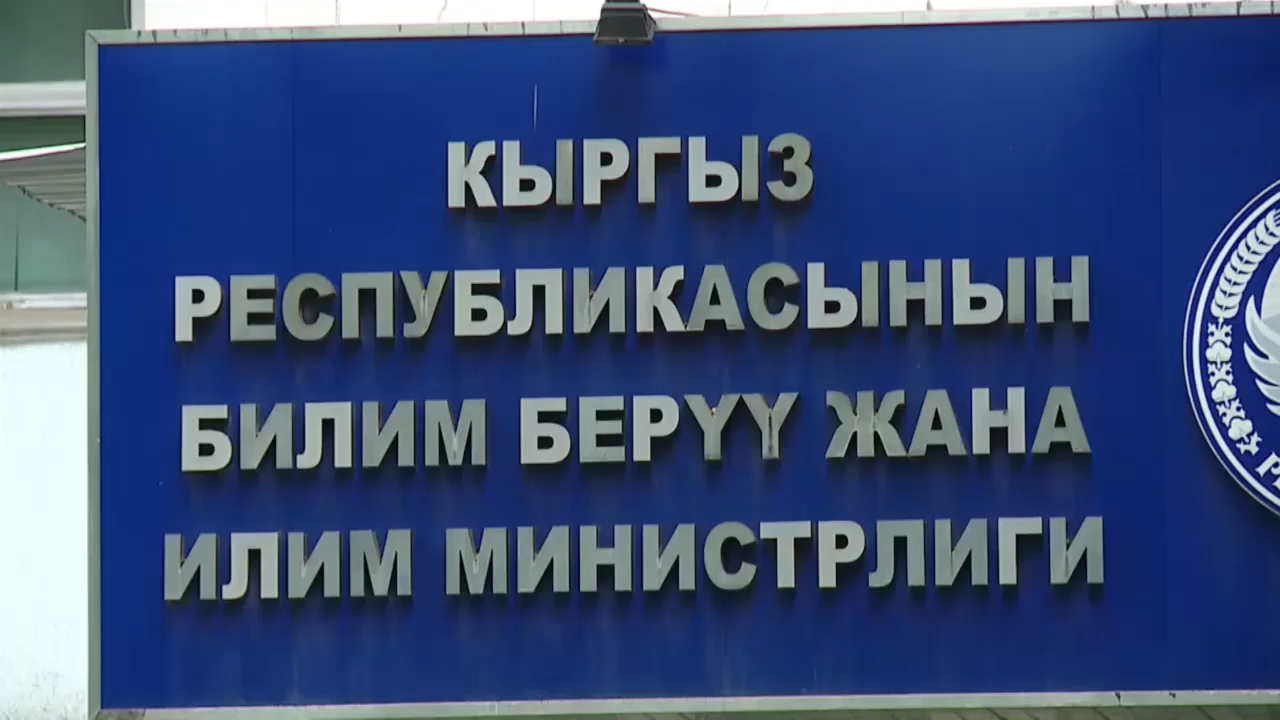 КЫРГЫЗ
РЕСПУБЛИКАСЫНЫН
БИЛИМ БЕРҮҮ ЖАНА
ИЛИМ МИНИСТРЛИГИ